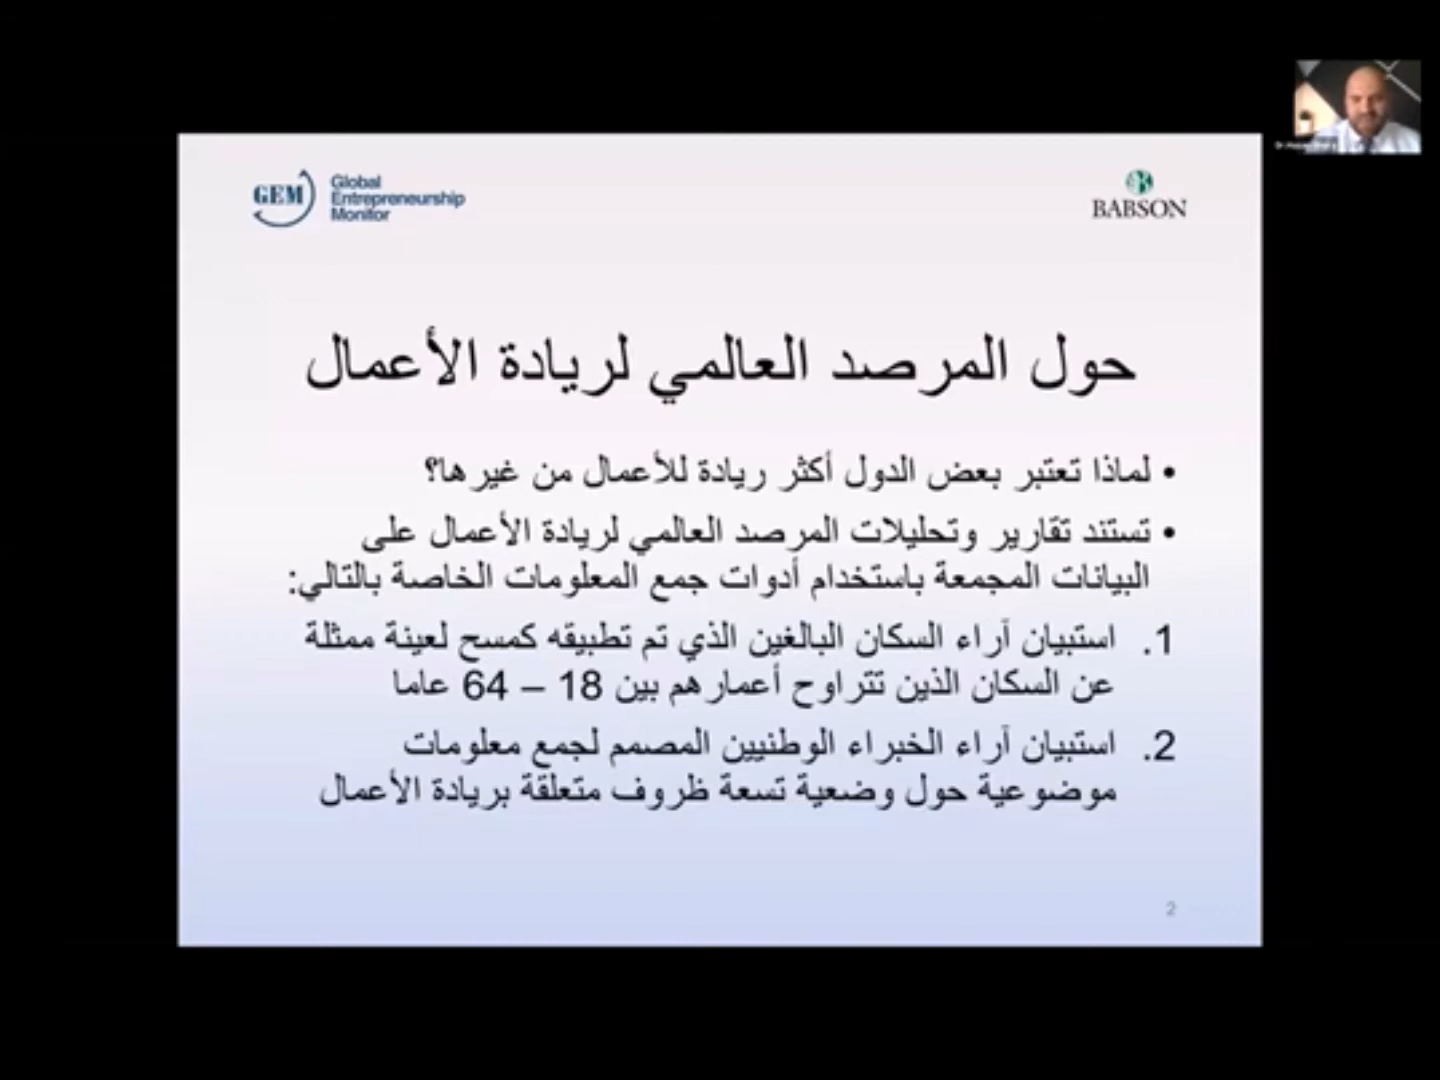 GEM
Global
Entrepreneurship
Monitor
BABSON
حول المرصد العالمي لريادة الأعمال
• لماذا تعتبر بعض الدول أكثر ريادة للأعمال من غيرها؟
• تستند تقارير وتحليلات المرصد العالمي لريادة الأعمال على
البيانات المجمعة باستخدام أدوات جمع المعلومات الخاصة بالتالي:
1. استبيان آراء السكان البالغين الذي تم تطبيقه كمسح لعينة ممثلة
عن السكان الذين تتراوح أعمارهم بين 18 – 64 عاما
2. استبيان آراء الخبراء الوطنيين المصمم لجمع معلومات
موضوعية حول وضعية تسعة ظروف متعلقة بريادة الأعمال
2